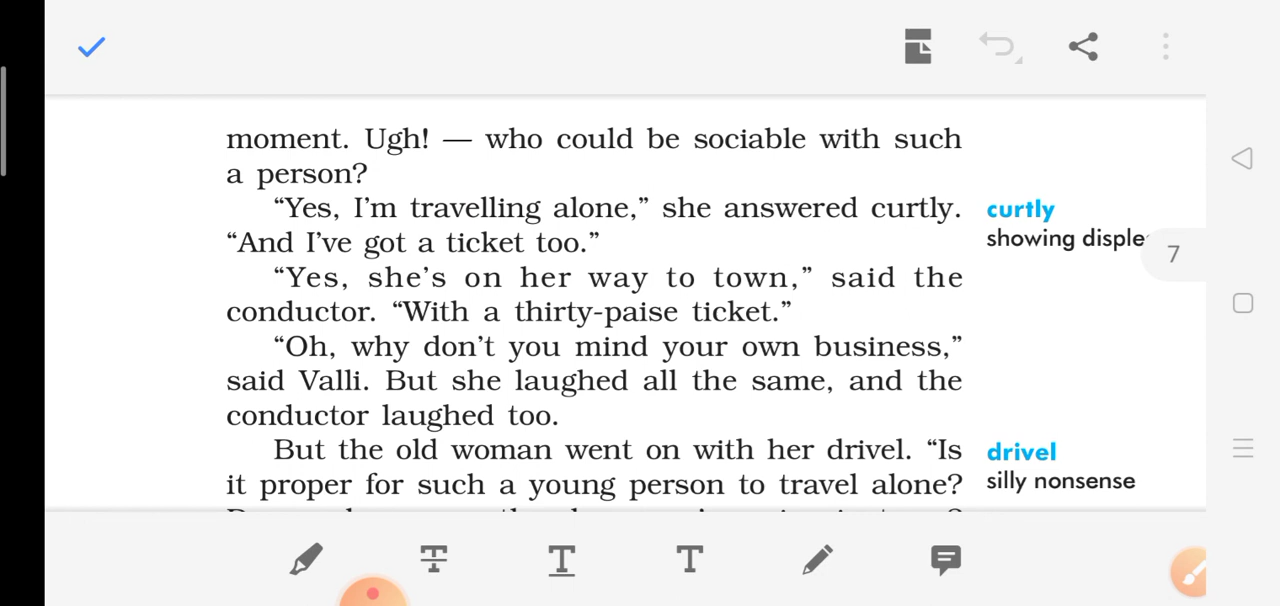 moment. Ugh! — who could be sociable with such
a person?
“Yes, I’m travelling alone,” she answered curtly.
“And I’ve got a ticket too.”
“Yes, she’s on her way to town,” said the
conductor. “With a thirty-paise ticket.”
“Oh, why don’t you mind your own business,”
said Valli. But she laughed all the same, and the
conductor laughed too.
But the old woman went on with her drivel. “Is
it proper for such a young person to travel alone?
curtly
showing
7
drivel
silly nonsense
T
T
T